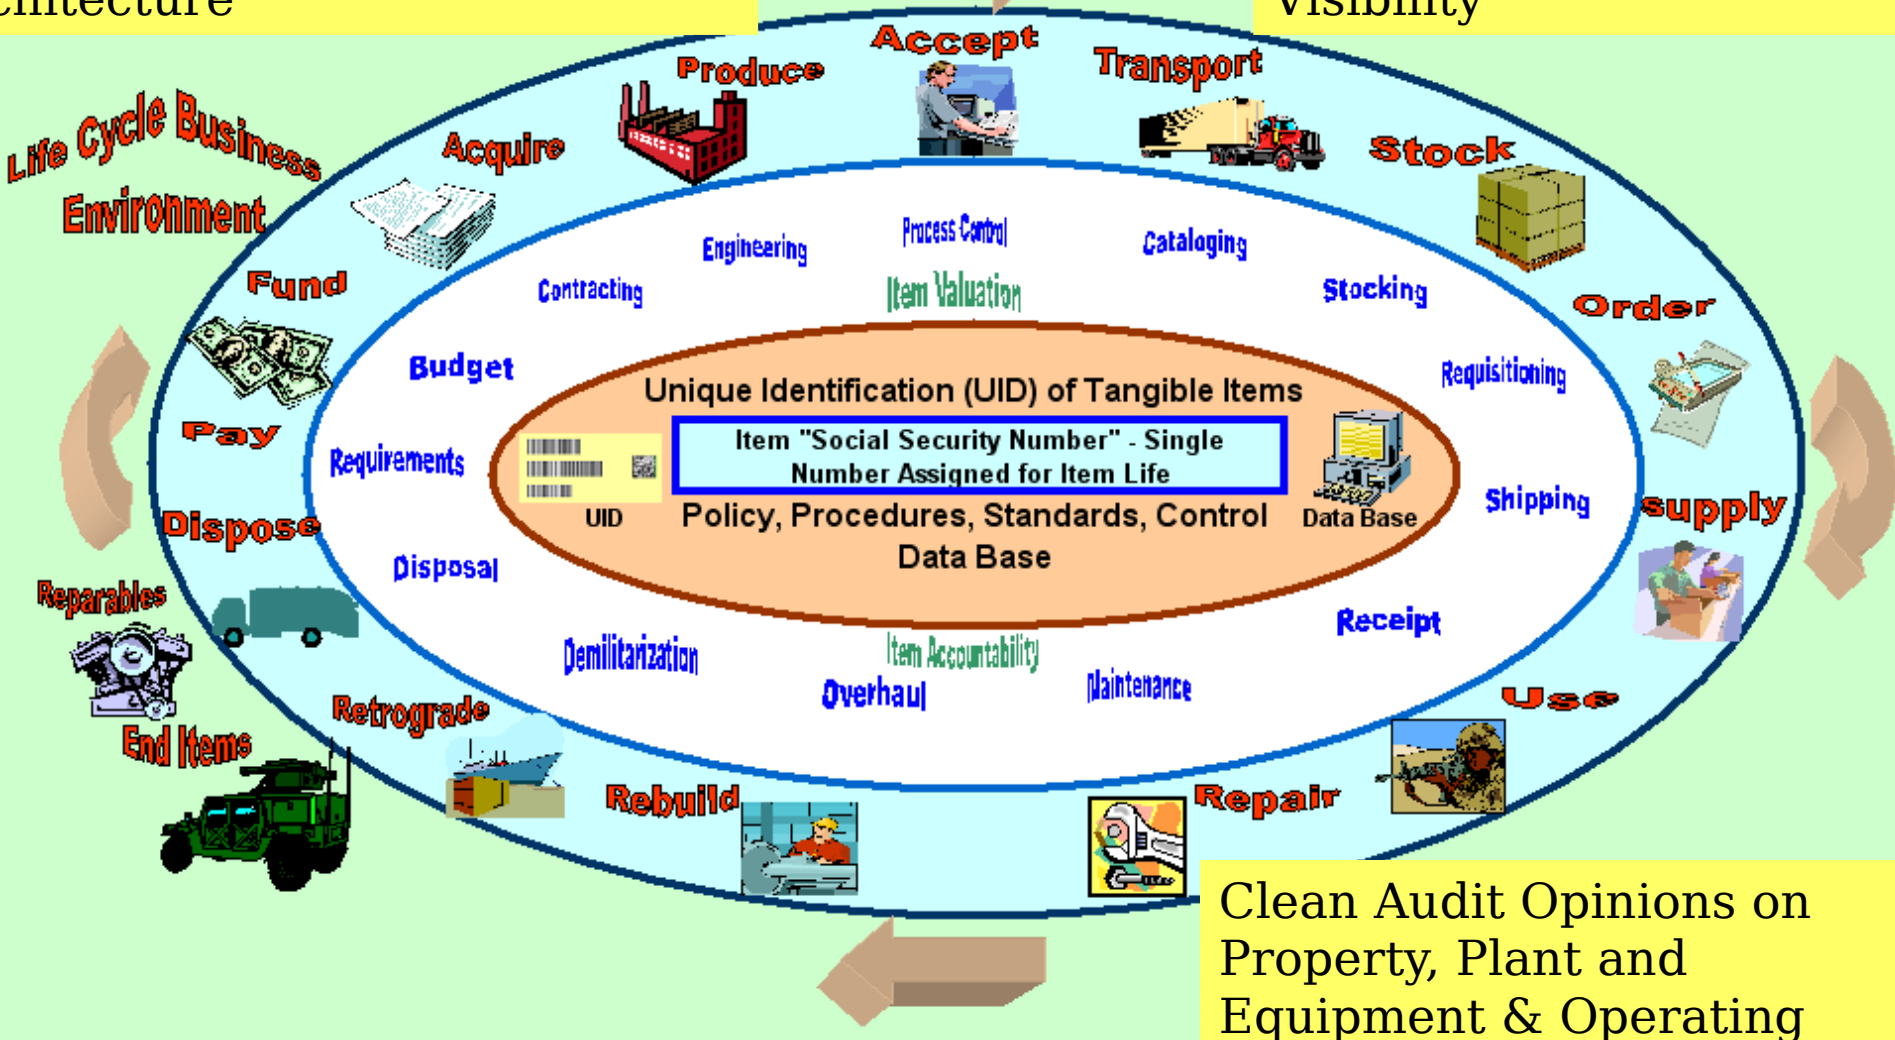 Visibility
Accept
Produce
Transport
Life Cycle Business
Environment
Acquire
Stock
Process Control
Engineering
Cataloging
Fund
Contracting
Item Valuation
Stocking
Order
Budget
Requisitioning
Unique Identification (UID) of Tangible Items
Pay
Item "Social Security Number" - Single
Number Assigned for Item Life
Requirements
Shipping
supply
UID
Policy, Procedures, Standards, Control
Data Base
Data Base
Dispose
Disposal
Reparables
Receipt
Demilitarization
Item Accountability
Overhaul
Maintenance
Use
Retrograde
End Items
Rebuild
Repair
Clean Audit Opinions on
Property, Plant and
Equipment & Operating